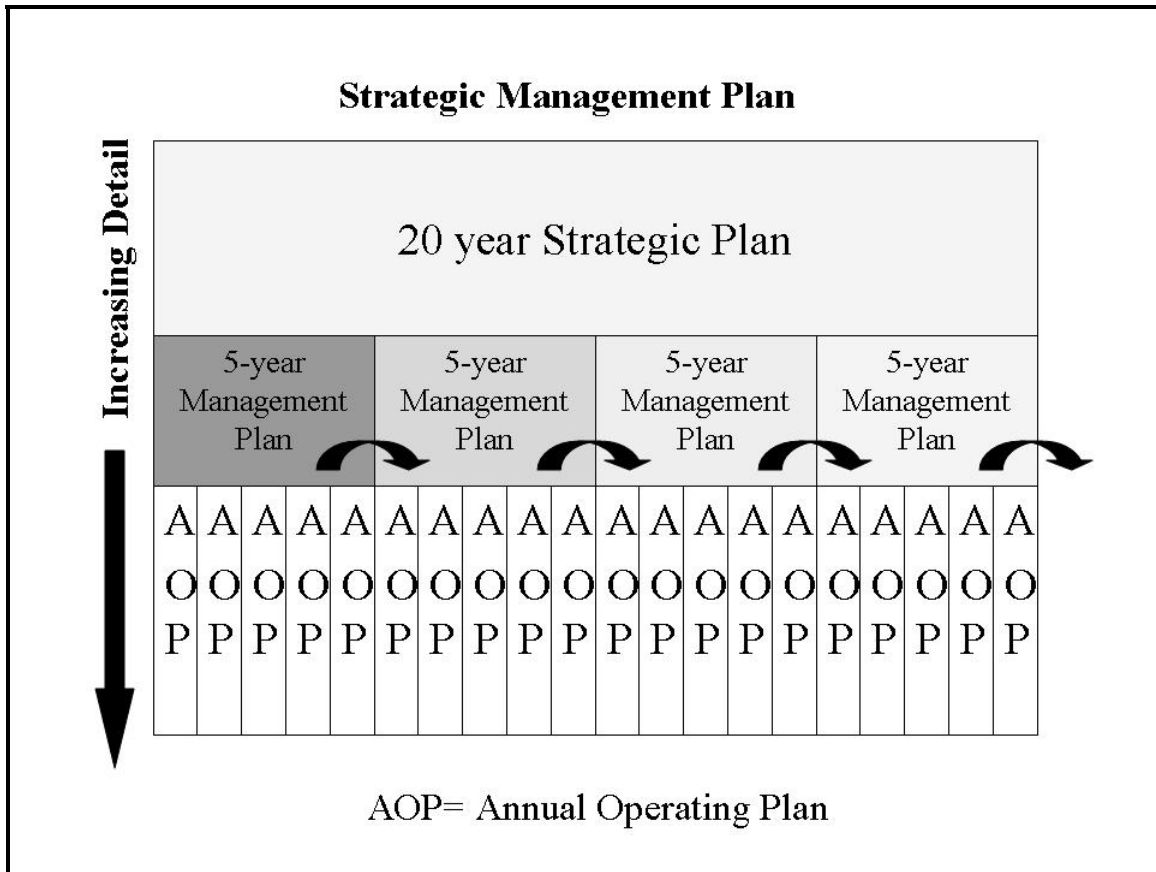 Strategic Management Plan
Increasing Detail
20 year Strategic Plan
5-year
Management
Plan
5-year
Management
Plan
5-year
Management
Plan
5-year
Management
Plan
A A A A A A A A A A A A A A A A A A A A
O O O O O O O O O O O O O O O O O O O O
P P P P P P P P P P P P P P P P P P P P
AOP= Annual Operating Plan